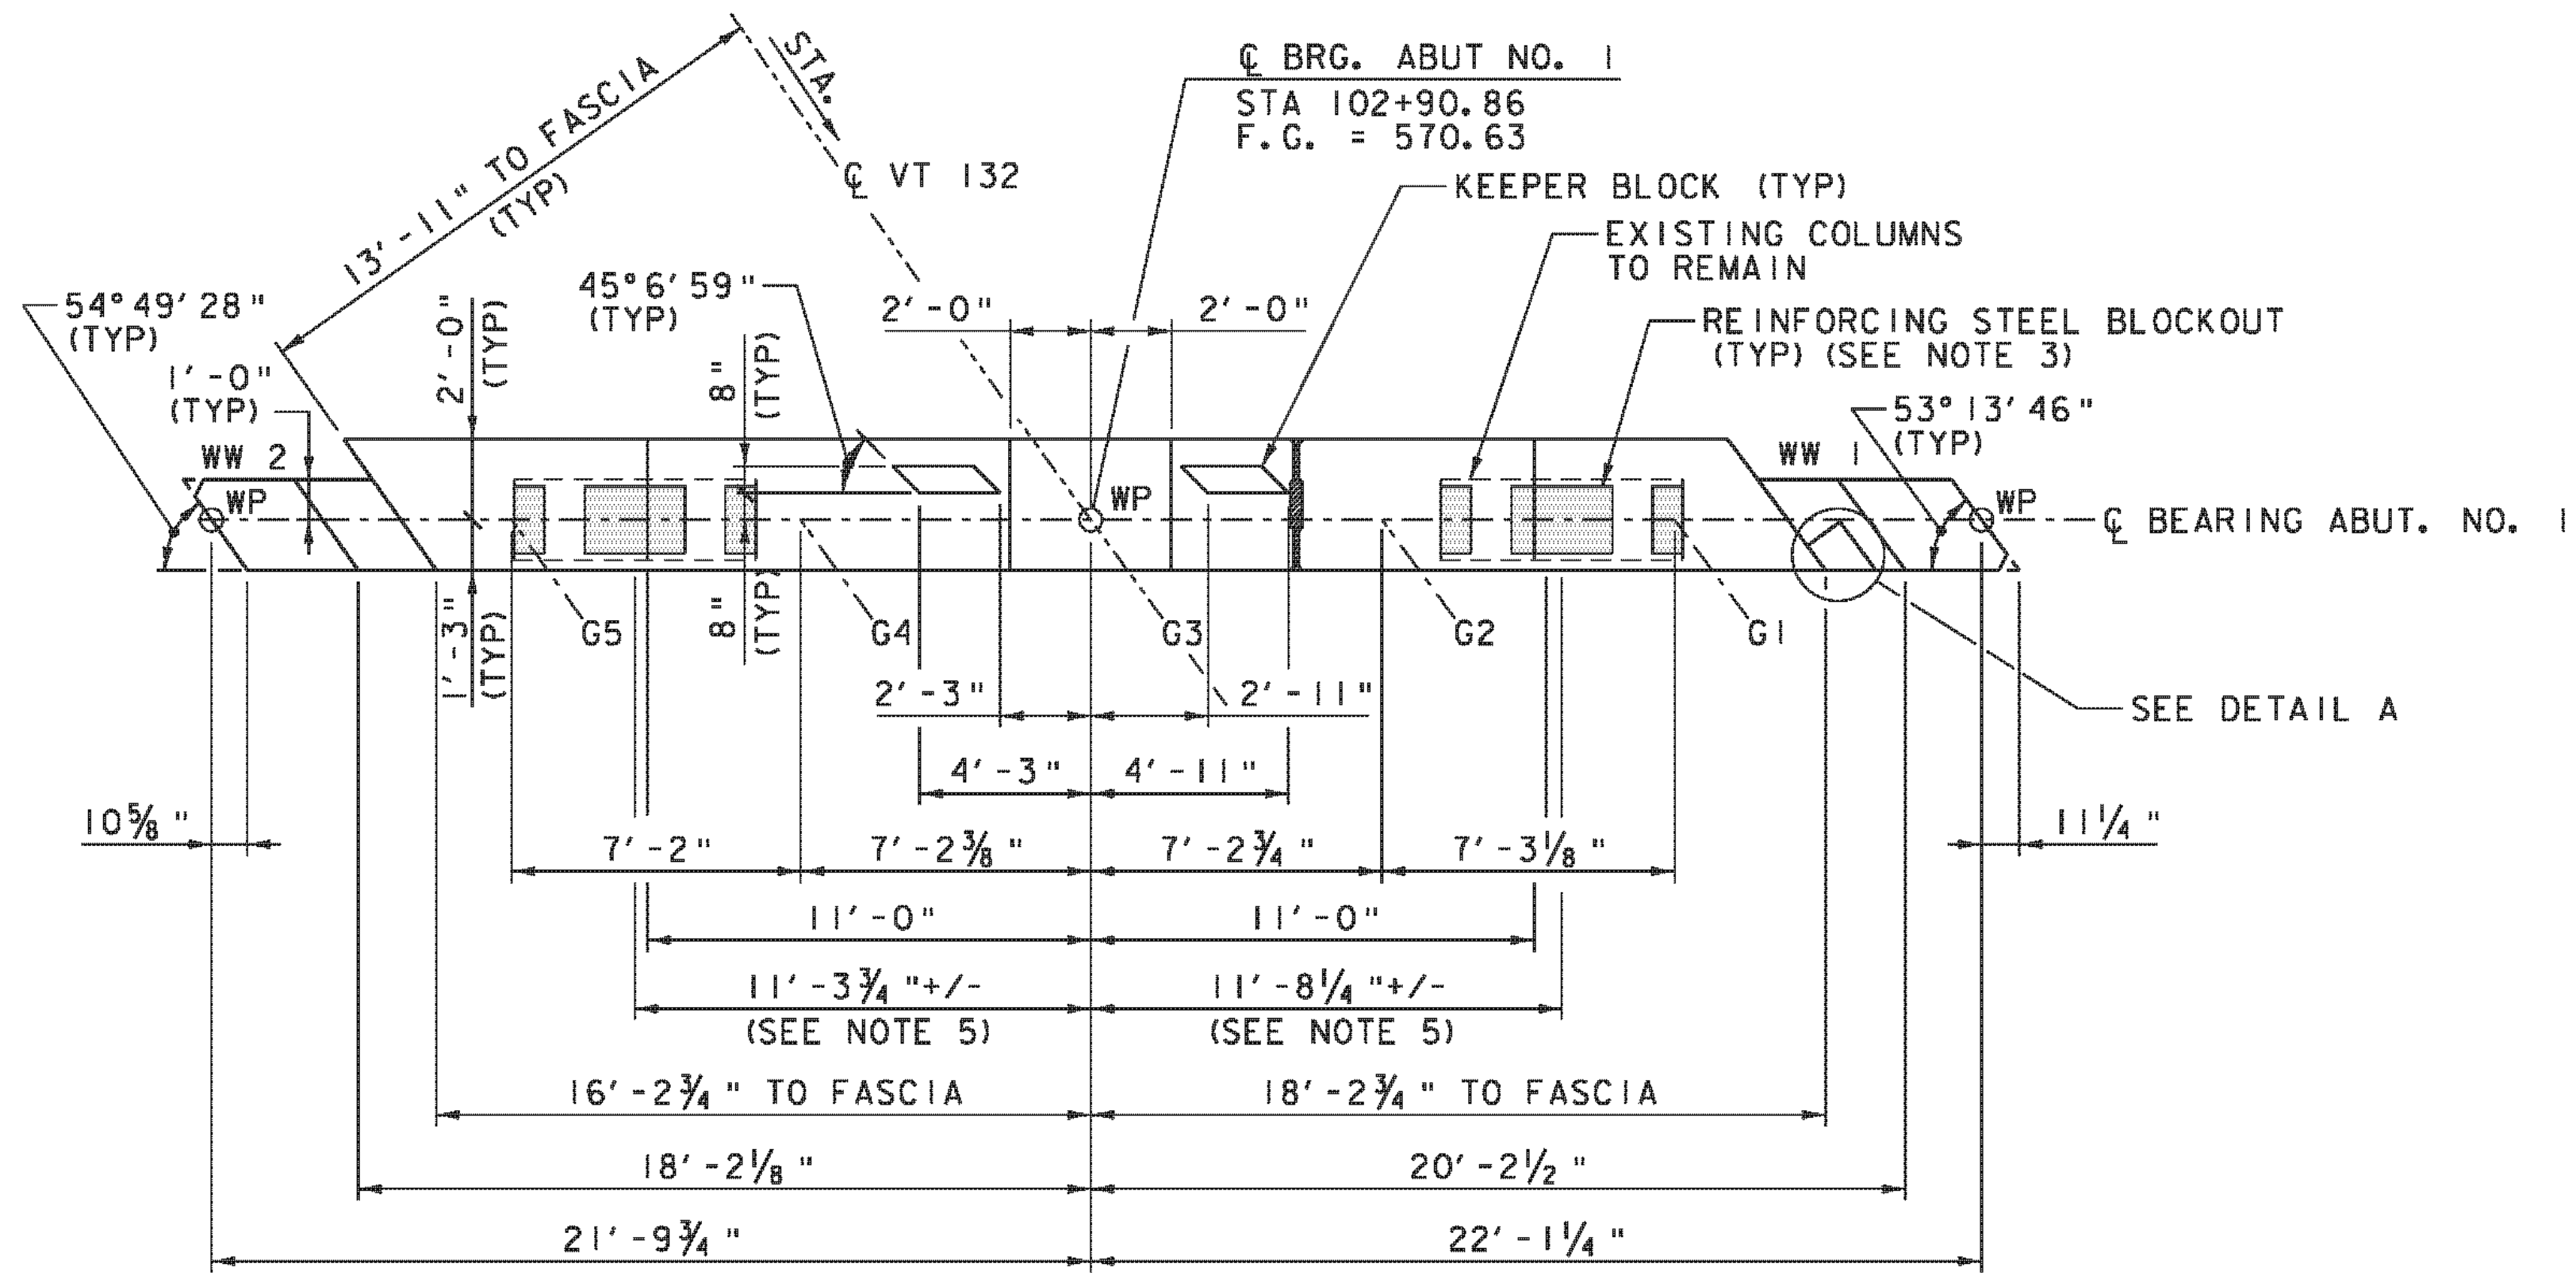 STA.
℄ BRG. ABUT NO. 1
STA 102+90.86
F.G. = 570.63
13'-11" TO FASCIA
(TYP)
℄ VT 132
KEEPER BLOCK (TYP)
EXISTING COLUMNS
TO REMAIN
54°49'28"
(TYP)
45°6'59"
(TYP)
2'-0"
2'-0"
2'-0"
(TYP)
REINFORCING STEEL BLOCKOUT
(TYP) (SEE NOTE 3)
1'-0"
(TYP)
8"
(TYP)
53°13'46"
(TYP)
WW 2
WW 1
WP
WP
WP
℄ BEARING ABUT. NO. 1
1'-3"
(TYP)
8"
(TYP)
G5
G4
G3
G2
G1
2'-3"
2'-11"
SEE DETAIL A
4'-3"
4'-11"
10⅝"
11¼"
7'-2"
7'-2⅜"
7'-2¾"
7'-3⅛"
11'-0"
11'-0"
11'-3¾"+/-
(SEE NOTE 5)
11'-8¼"+/-
(SEE NOTE 5)
16'-2¾" TO FASCIA
18'-2¾" TO FASCIA
18'-2⅛"
20'-2½"
21'-9¾"
22'-1¼"